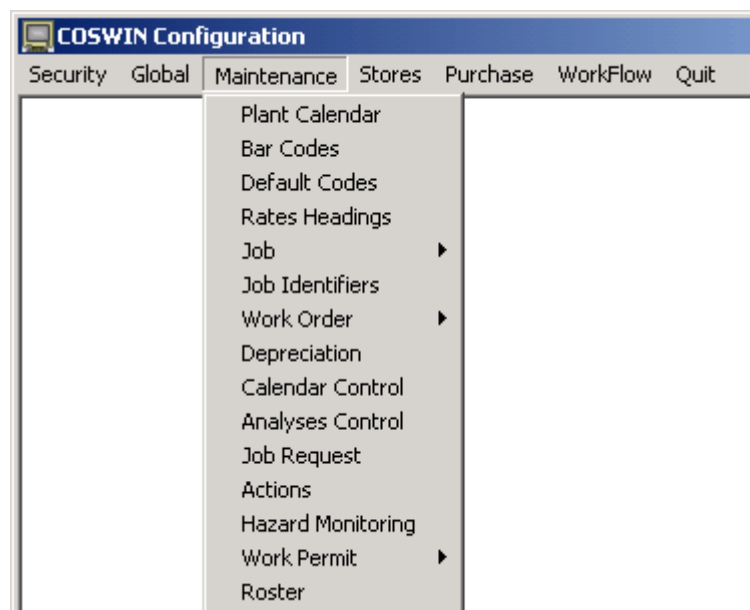 COSWIN Configuration
Security Global Maintenance Stores Purchase WorkFlow Quit
Plant Calendar
Bar Codes
Default Codes
Rates Headings
Job
Job Identifiers
Work Order
Depreciation
Calendar Control
Analyses Control
Job Request
Actions
Hazard Monitoring
Work Permit
Roster